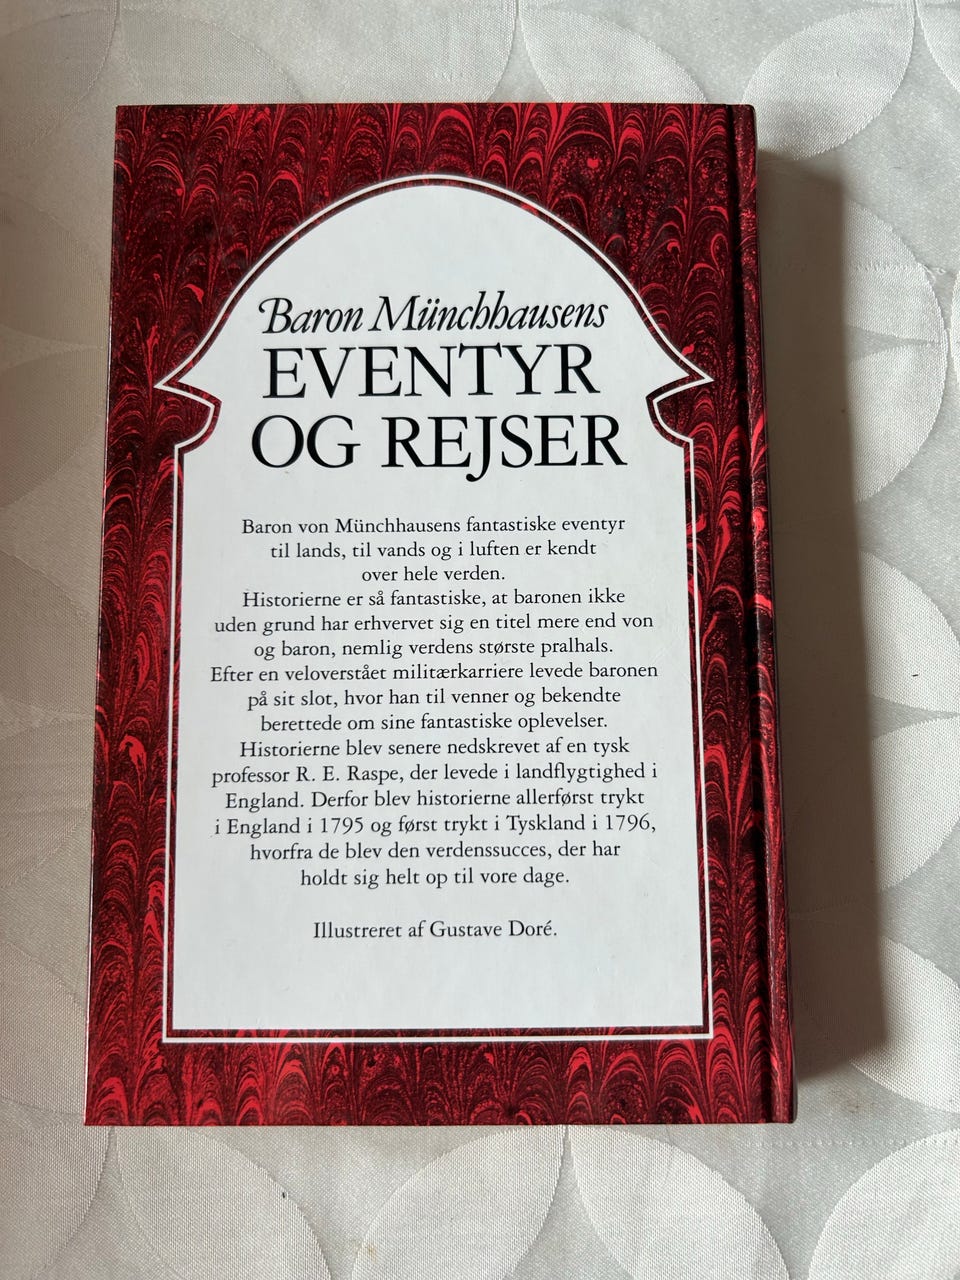 Baron Münchhausens
EVENTYR
OG REJSER
Baron von Münchhausens fantastiske eventyr
til lands, til vands og i luften er kendt
over hele verden.
Historierne er så fantastiske, at baronen ikke
uden grund har erhvervet sig en titel mere end von
og baron, nemlig verdens største pralhals.
Efter en veloverstået militærkarriere levede baronen
på sit slot, hvor han til venner og bekendte
berettede om sine fantastiske oplevelser.
Historierne blev senere nedskrevet af en tysk
professor R. E. Raspe, der levede i landflygtighed i
England. Derfor blev historierne allerførst trykt
i England i 1795 og først trykt i Tyskland i 1796,
hvorfra de blev den verdenssucces, der har
holdt sig helt op til vore dage.
Illustreret af Gustave Doré.